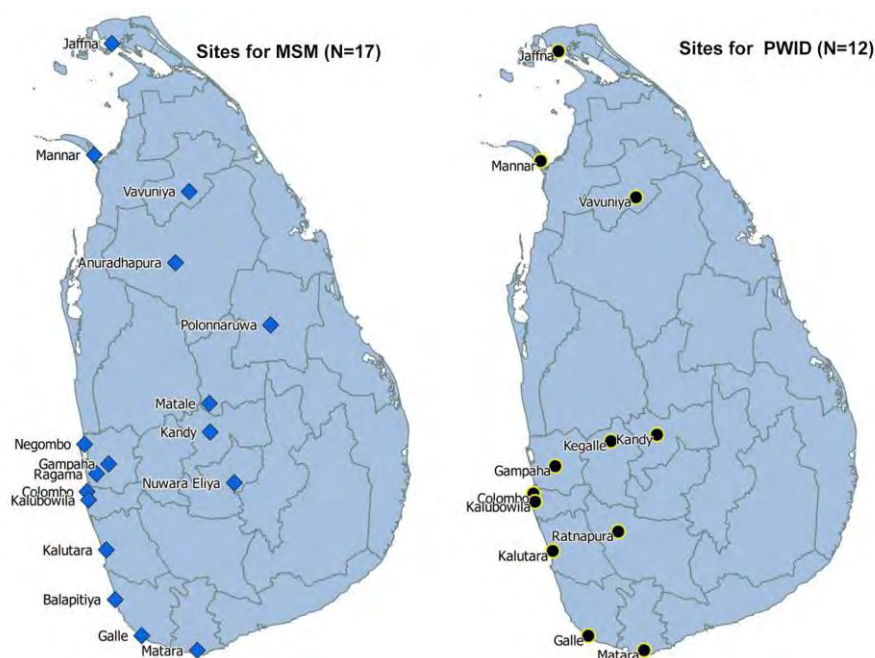 Sites for MSM (N=17)
Jaffna
Mannar
Vavuniya
Anuradhapura
Polonnaruwa
Matale
Kandy
Negombo
Gampaha
Ragama
Nuwara Eliya
Colombo
Kalubowila
Kalutara
Balapitiya
Galle
Matara
Sites for PWID (N=12)
Jaffna
Mannar
Vavuniya
Kegalle
Kandy
Gampaha
Colombo
Kalubowila
Ratnapura
Kalutara
Galle
Matara